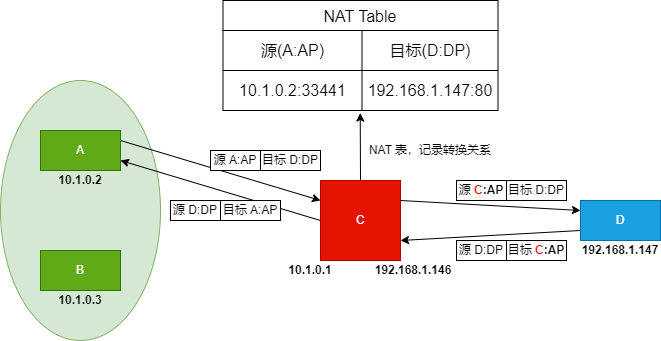 NAT Table
源(A:AP) 目标(D:DP)
10.1.0.2:33441 192.168.1.147:80
NAT 表，记录转换关系
A
10.1.0.2
源 A:AP 目标 D:DP
源 D:DP 目标 A:AP
C
10.1.0.1 192.168.1.146
源 C:AP 目标 D:DP
源 D:DP 目标 C:AP
D
192.168.1.147
B
10.1.0.3